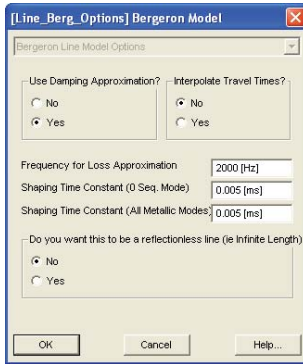 [Line_Berg_Options] Bergeron Model
Bergeron Line Model Options
Use Damping Approximation?
No
Yes
Interpolate Travel Times?
No
Yes
Frequency for Loss Approximation 2000 [Hz]
Shaping Time Constant (0 Seq. Mode) 0.005 [ms]
Shaping Time Constant (All Metallic Modes) 0.005 [ms]
Do you want this to be a reflectionless line (ie Infinite Length)
No
Yes
OK Cancel Help...